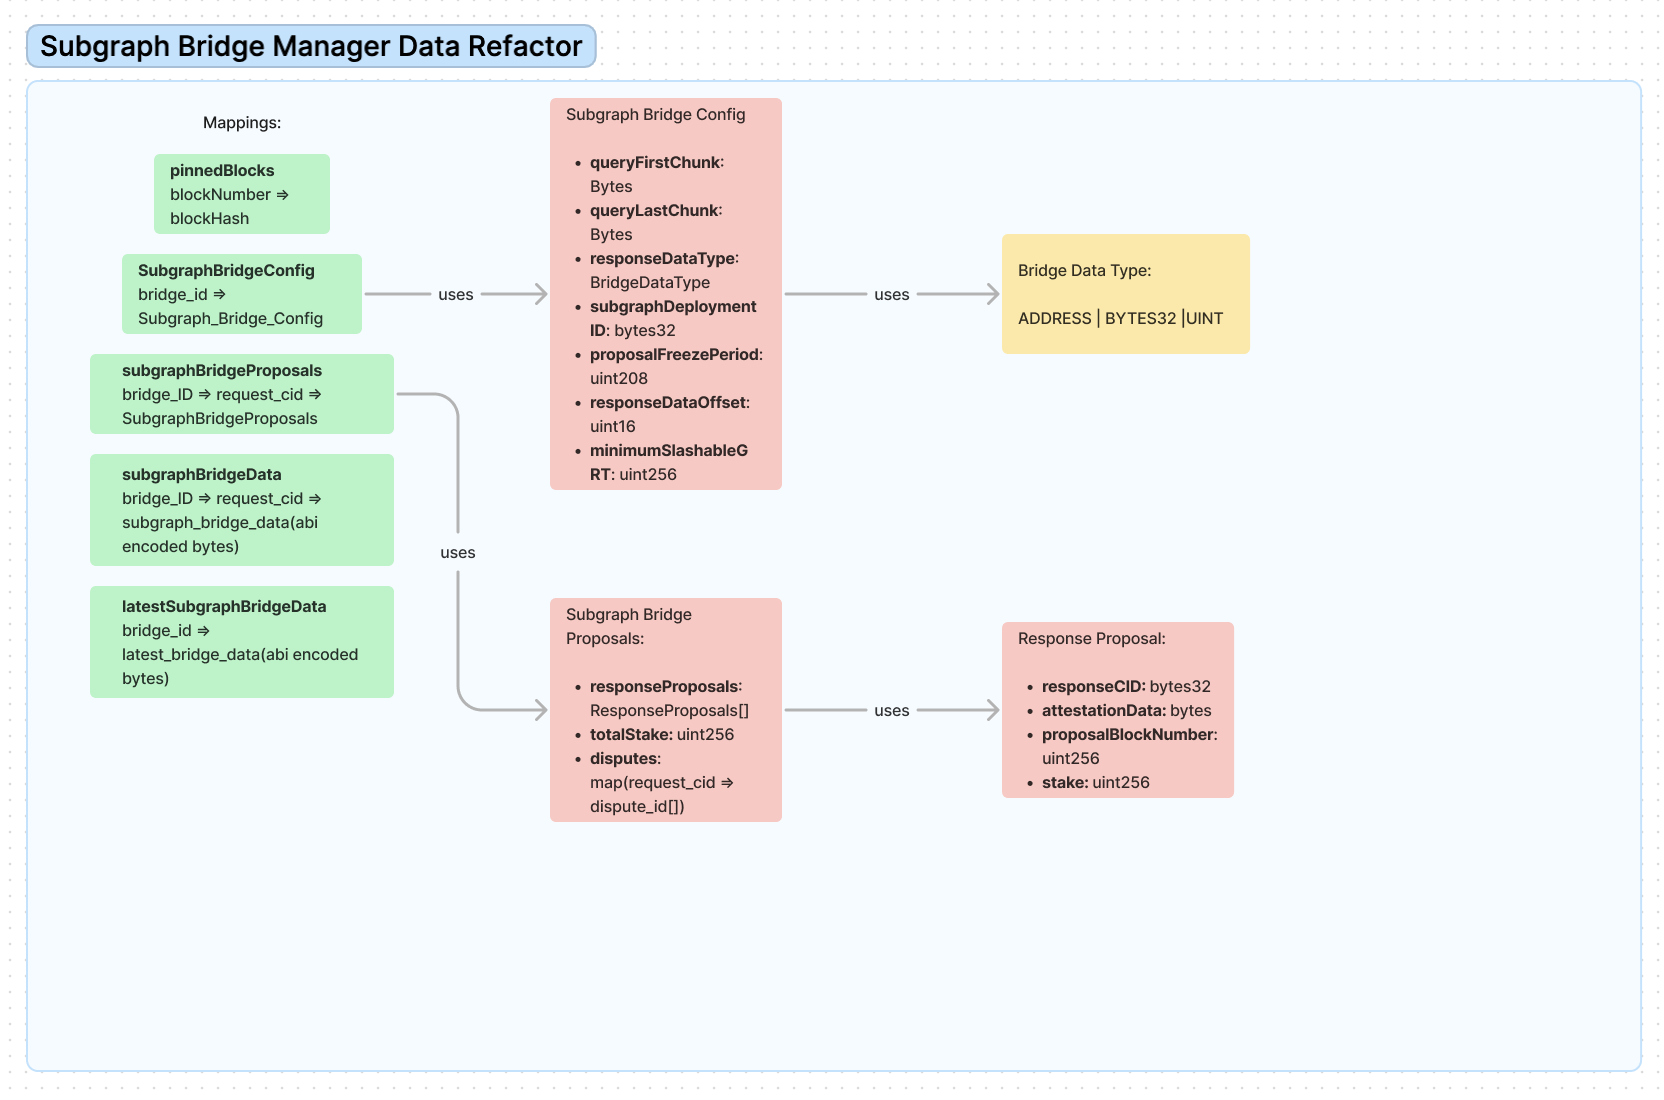 Subgraph Bridge Manager Data Refactor
Mappings:
pinnedBlocks
blockNumber ⇒
blockHash
SubgraphBridgeConfig
bridge_id ⇒
Subgraph_Bridge_Config
subgraphBridgeProposals
bridge_ID ⇒ request_cid ⇒
SubgraphBridgeProposals
subgraphBridgeData
bridge_ID ⇒ request_cid ⇒
subgraph_bridge_data(abi
encoded bytes)
latestSubgraphBridgeData
bridge_id ⇒
latest_bridge_data(abi encoded
bytes)
uses
uses
Subgraph Bridge Config
• queryFirstChunk:
Bytes
• queryLastChunk:
Bytes
• responseDataType:
BridgeDataType
• subgraphDeployment
ID: bytes32
• proposalFreezePeriod:
uint208
• responseDataOffset:
uint16
• minimumSlashableG
RT: uint256
uses
Bridge Data Type:
ADDRESS | BYTES32 |UINT
Subgraph Bridge
Proposals:
• responseProposals:
ResponseProposals[]
• totalStake: uint256
• disputes:
map(request_cid ⇒
dispute_id[])
uses
Response Proposal:
• responseCID: bytes32
• attestationData: bytes
• proposalBlockNumber:
uint256
• stake: uint256